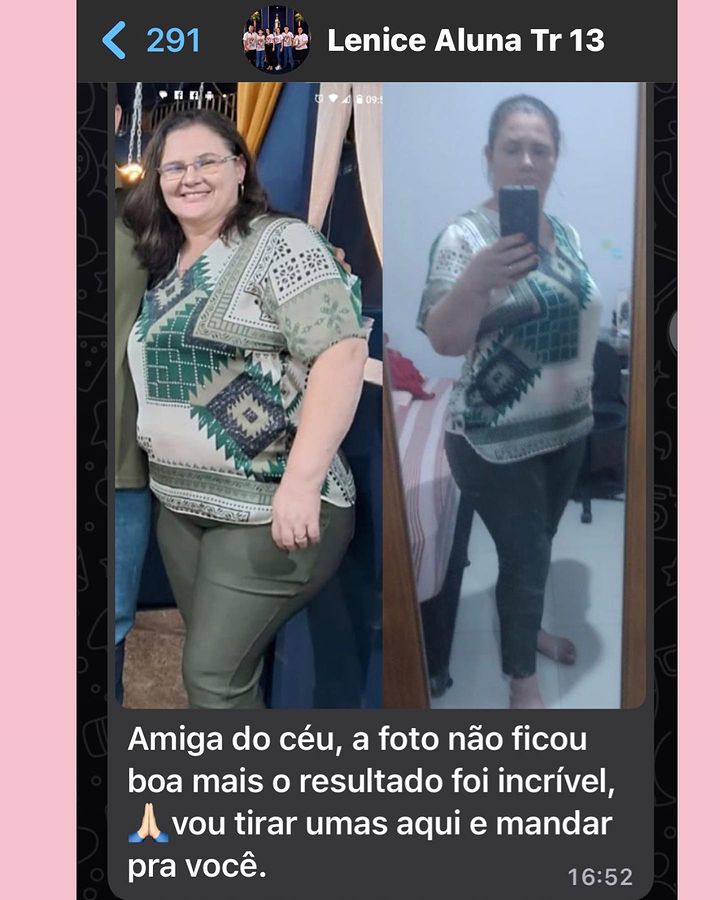 291
Lenice Aluna Tr 13
Amiga do céu, a foto não ficou
boa mais o resultado foi incrível,
🙏🏻vou tirar umas aqui e mandar
pra você.
16:52